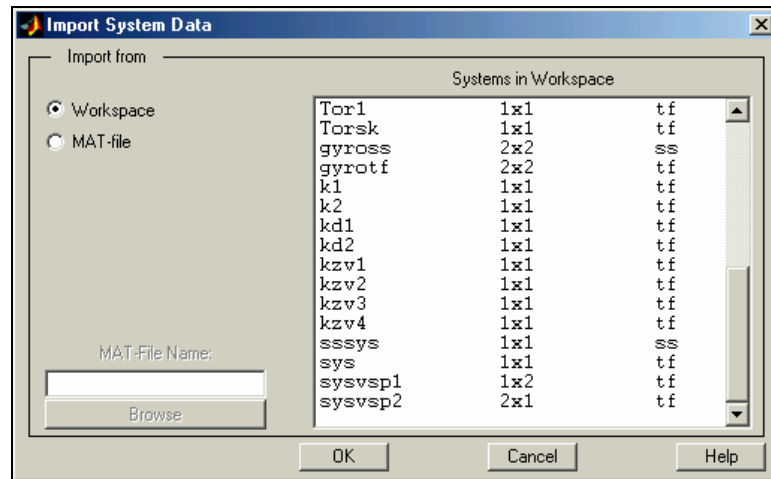 Import System Data
Import from
Systems in Workspace
Workspace
MAT-file
Tor1 1x1 tf
Torsk 1x1 tf
gyross 2x2 ss
gyrotf 2x2 tf
k1 1x1 tf
k2 1x1 tf
kd1 1x1 tf
kd2 1x1 tf
kzv1 1x1 tf
kzv2 1x1 tf
kzv3 1x1 tf
kzv4 1x1 tf
sssys 1x1 ss
sys 1x1 tf
sysvsp1 1x2 tf
sysvsp2 2x1 tf
MAT-File Name:
Browse
OK Cancel Help